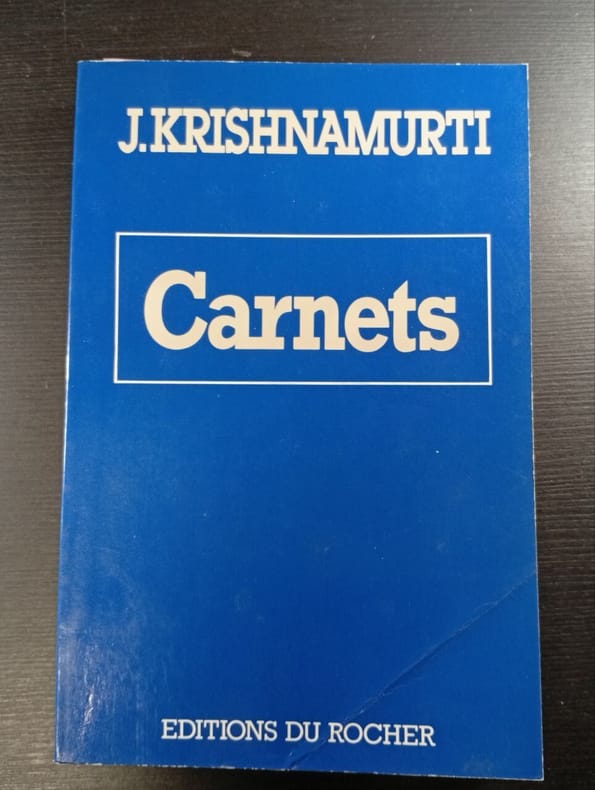 J.KRISHNAMURTI
Carnets
EDITIONS DU ROCHER